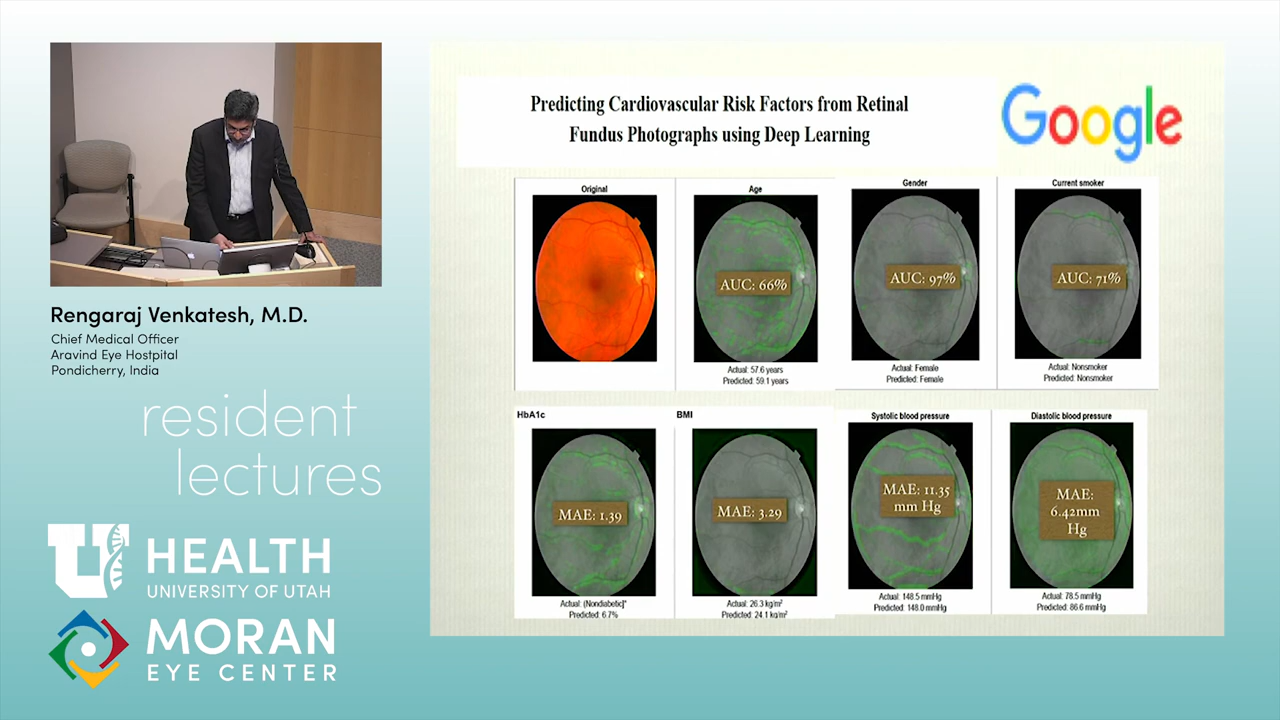 Predicting Cardiovascular Risk Factors from Retinal
Fundus Photographs using Deep Learning
Google
Original
Age
Gender
Current smoker
AUC: 66%
AUC: 97%
AUC: 71%
Actual: 57.6 years
Predicted: 59.1 years
Actual: Female
Predicted: Female
Actual: Nonsmoker
Predicted: Nonsmoker
HbA1c
BMI
Systolic blood pressure
Diastolic blood pressure
MAE: 1.39
MAE: 3.29
MAE: 11.35
mm Hg
MAE:
6.42mm
Hg
Actual: (Nondiabetic)*
Predicted: 6.7%
Actual: 26.3 kg/m²
Predicted: 24.1 kg/m²
Actual: 148.5 mmHg
Predicted: 148.0 mmHg
Actual: 78.5 mmHg
Predicted: 86.6 mmHg
Rengaraj Venkatesh, M.D.
Chief Medical Officer
Aravind Eye Hostpital
Pondicherry, India
resident
lectures
U HEALTH
UNIVERSITY OF UTAH
MORAN
EYE CENTER